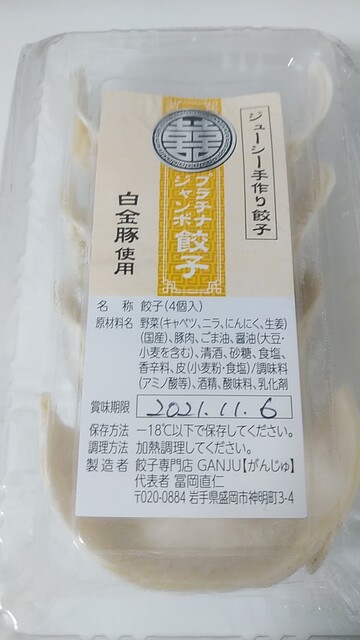 ジューシー手作り餃子
囍
プラチナ
ジャンボ餃子
白金豚使用
名 称 餃子(4個入)
原材料名 野菜(キャベツ、ニラ、にんにく、生姜)
(国産)、豚肉、ごま油、醤油(大豆・
小麦を含む)、清酒、砂糖、食塩、
香辛料、皮(小麦粉・食塩)/調味料
(アミノ酸等)、酒精、酸味料、乳化剤
賞味期限 2021.11.6
保存方法 −18℃以下で保存してください。
調理方法 加熱調理してください。
製造者 餃子専門店 GANJU【がんじゅ】
代表者 冨岡直仁
〒020-0884 岩手県盛岡市神明町3-4